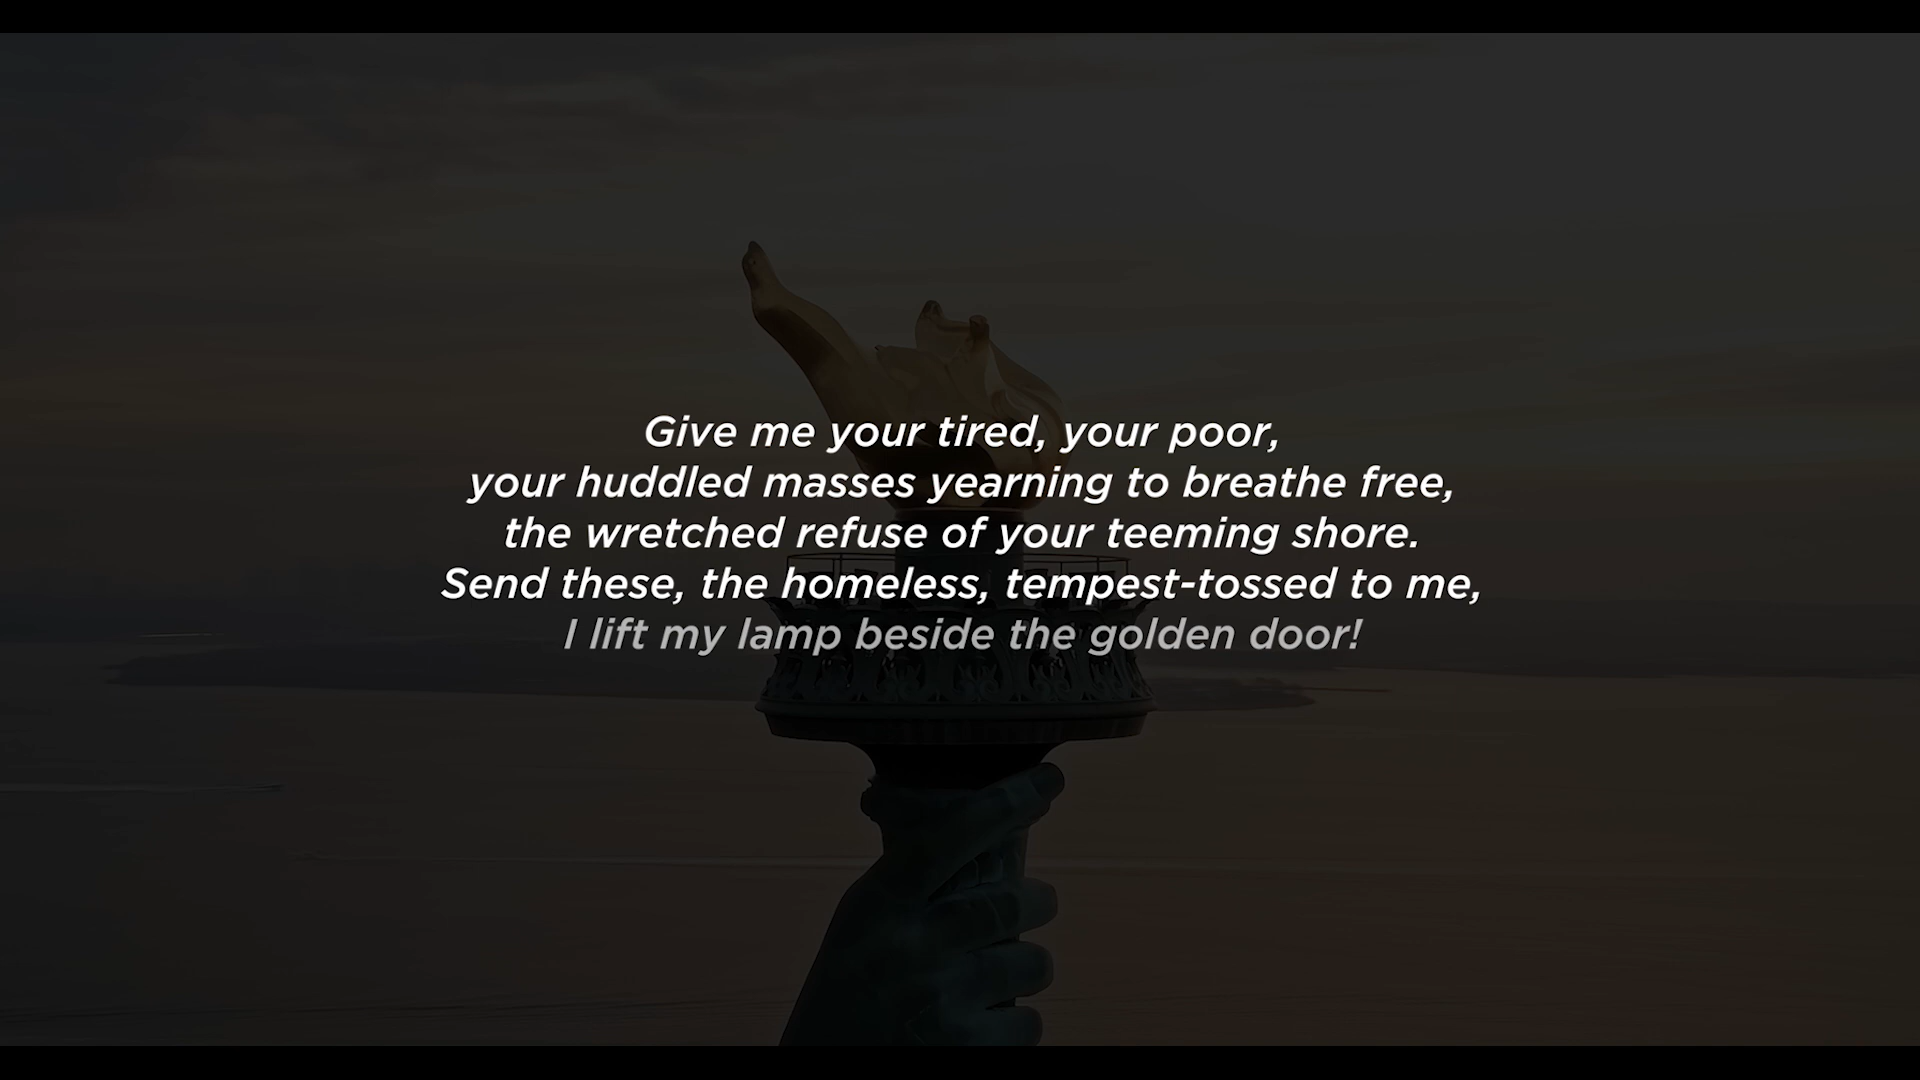 Give me your tired, your poor,
your huddled masses yearning to breathe free,
the wretched refuse of your teeming shore.
Send these, the homeless, tempest-tossed to me,
I lift my lamp beside the golden door!